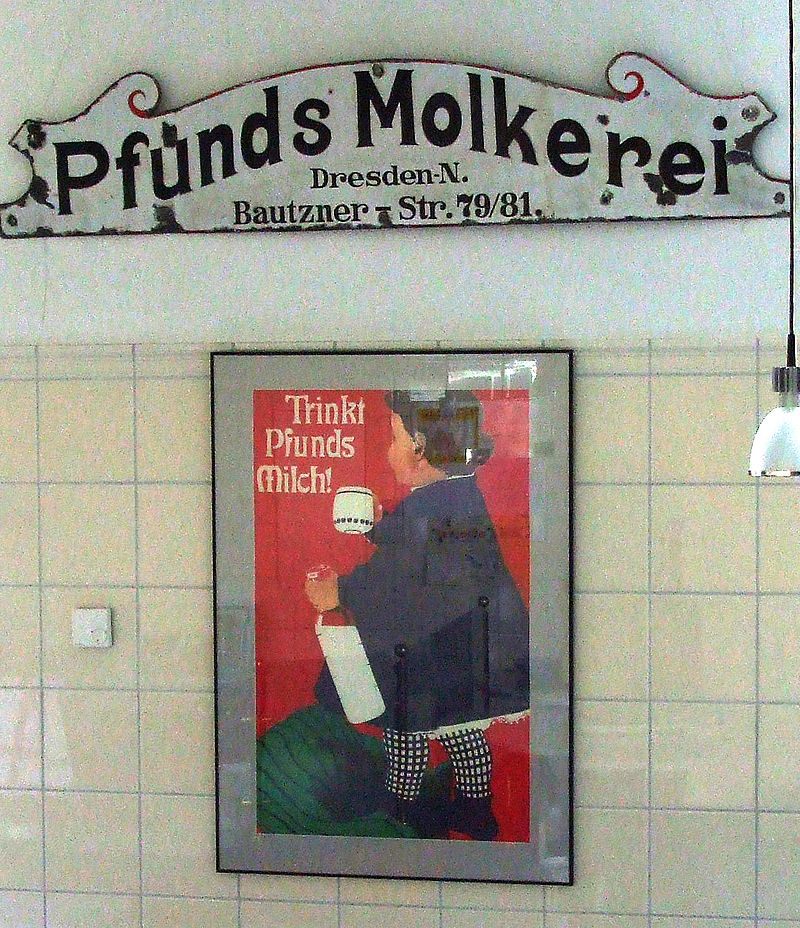 Pfunds Molkerei
Dresden-N.
Bautzner-Str. 79/81.
Trinkt
Pfunds
Milch!